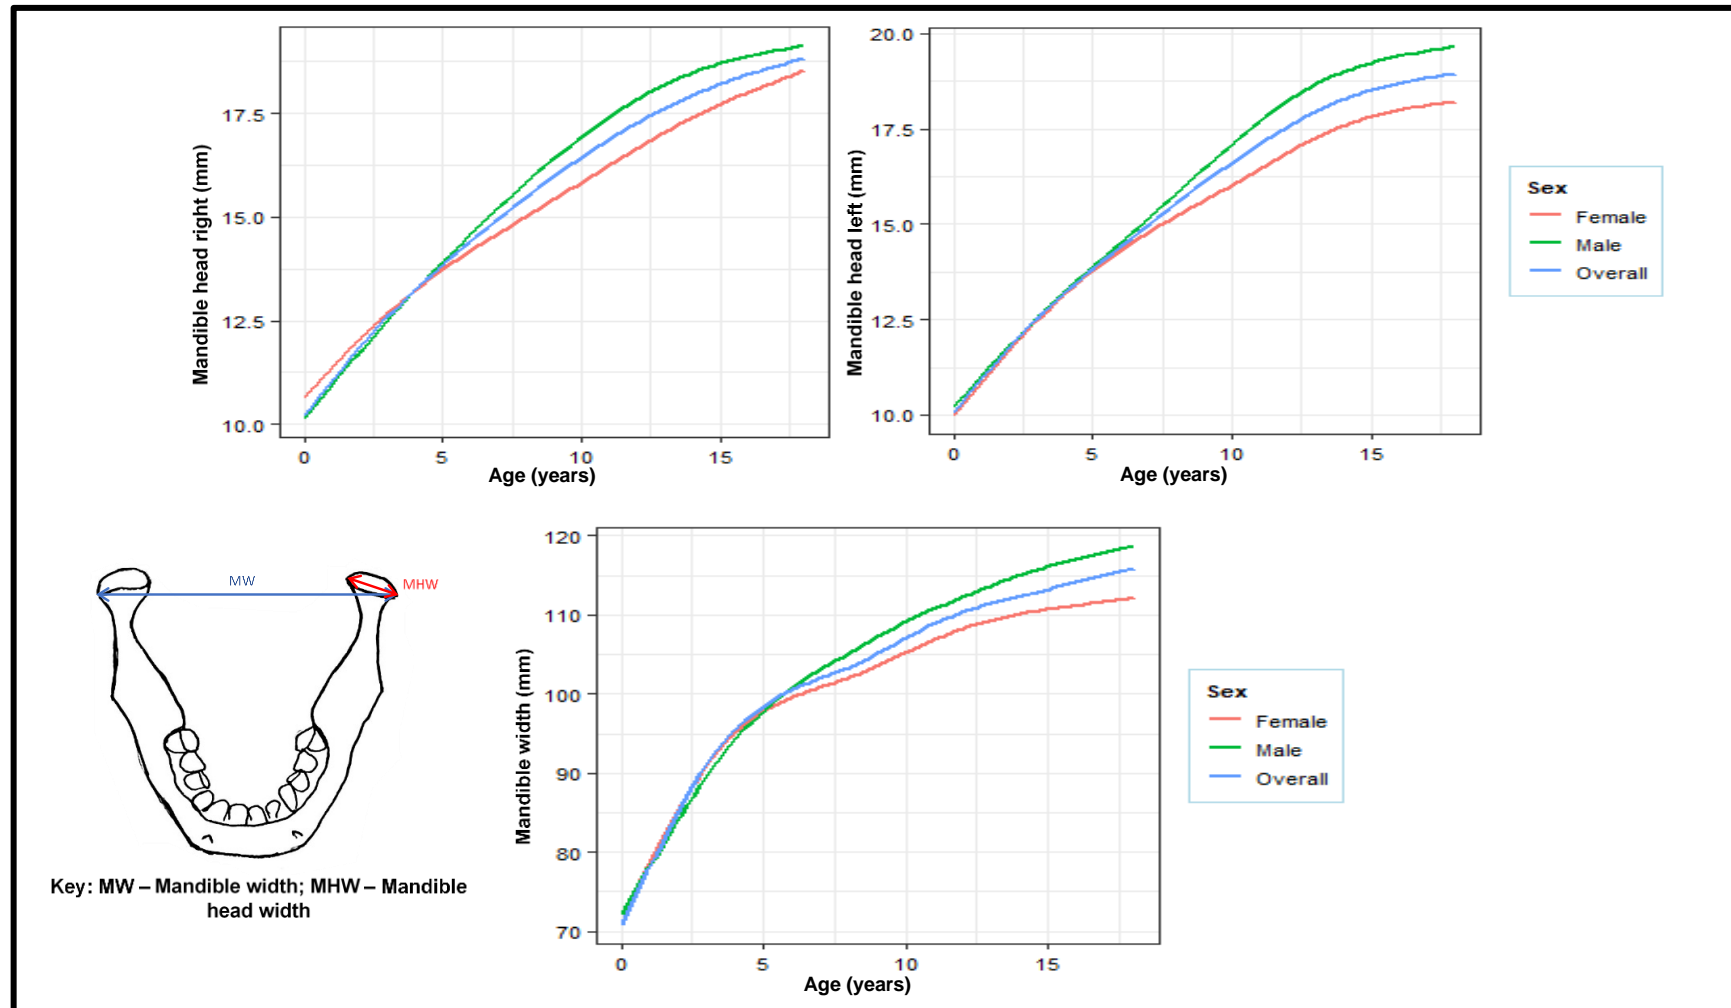 Mandible head right (mm)
17.5
15.0
12.5
10.0
0 5 10 15
Age (years)
Mandible head left (mm)
20.0
17.5
15.0
12.5
10.0
0 5 10 15
Age (years)
Sex
Female
Male
Overall
MW
MHW
Key: MW – Mandible width; MHW – Mandible
head width
Mandible width (mm)
120
110
100
90
80
70
0 5 10 15
Age (years)
Sex
Female
Male
Overall